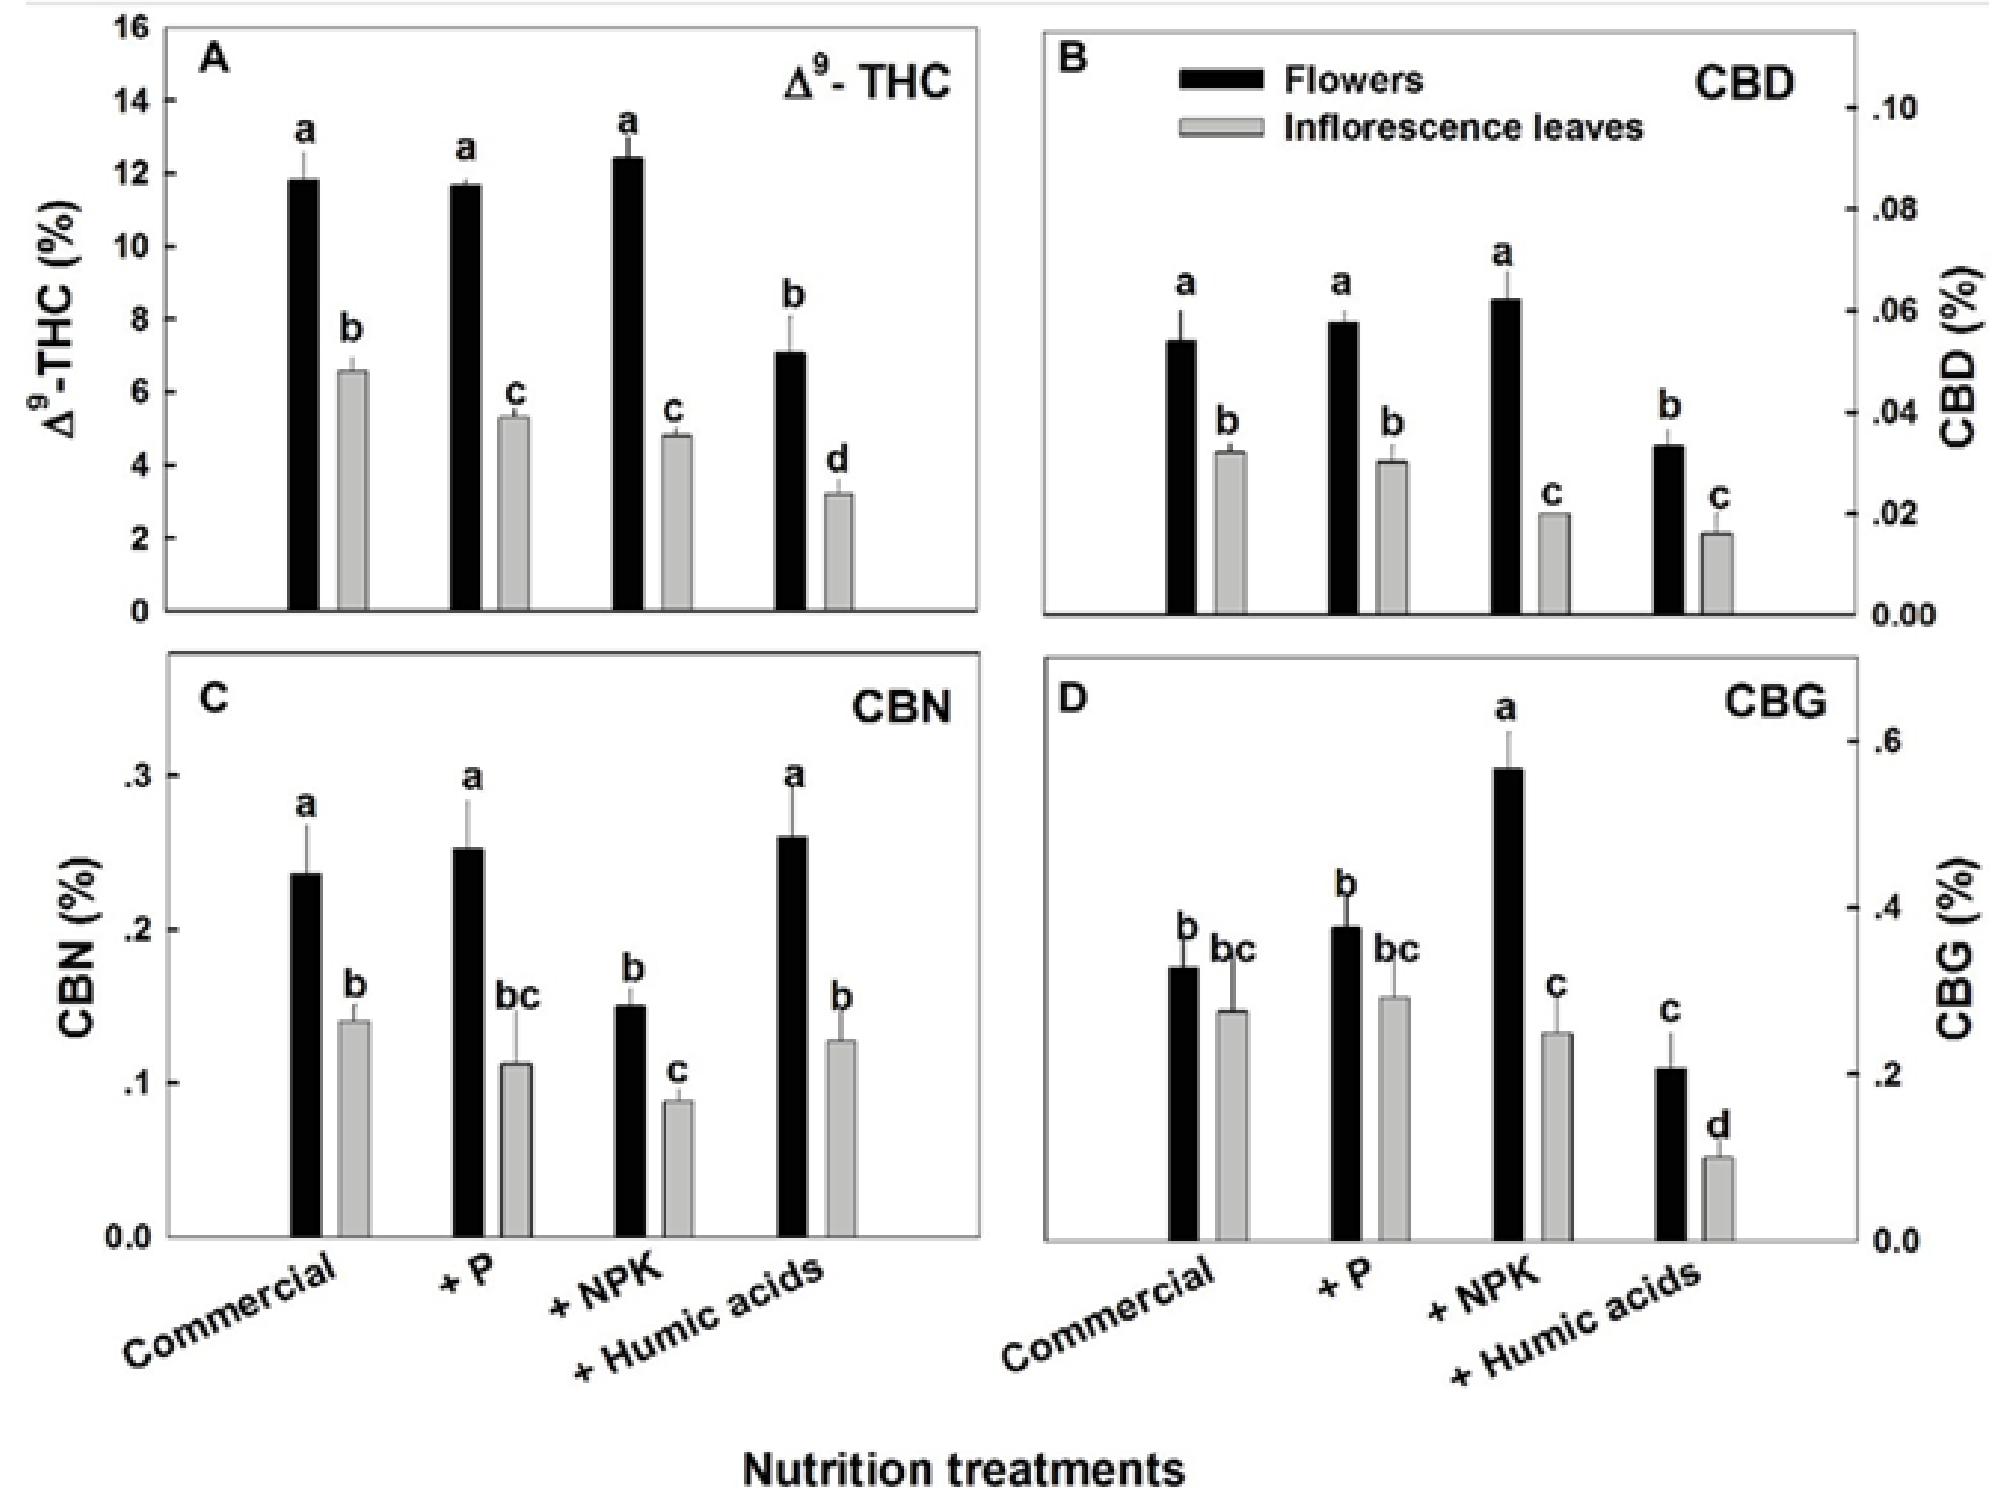 A
Δ⁹- THC
16
14
12
10
8
6
4
2
0
Δ⁹-THC (%)
a
b
a
c
a
c
b
d
B
CBD
Flowers
Inflorescence leaves
.10
.08
.06
.04
.02
0.00
CBD (%)
a
b
a
b
a
c
b
c
C
CBN
.3
.2
.1
0.0
CBN (%)
a
b
a
bc
b
c
a
b
Commercial
+ P
+ NPK
+ Humic acids
D
CBG
.6
.4
.2
0.0
CBG (%)
b
bc
b
bc
a
c
c
d
Commercial
+ P
+ NPK
+ Humic acids
Nutrition treatments